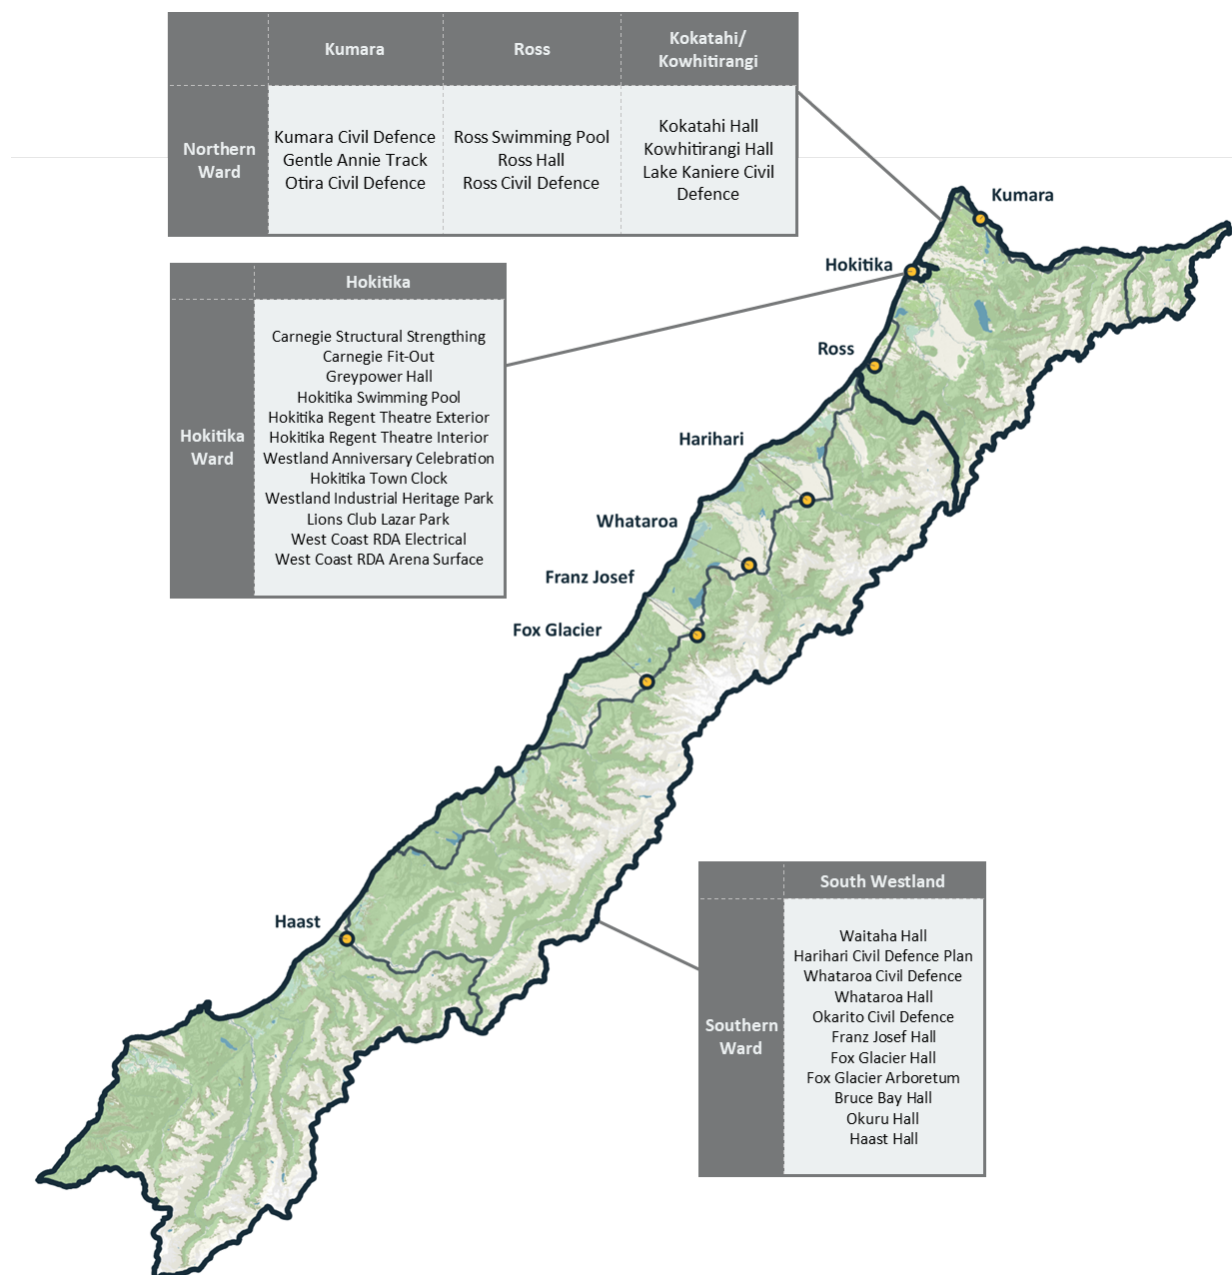 Kumara
Ross
Kokatahi/
Kowhitirangi
Northern
Ward
Kumara Civil Defence
Gentle Annie Track
Otira Civil Defence
Ross Swimming Pool
Ross Hall
Ross Civil Defence
Kokatahi Hall
Kowhitirangi Hall
Lake Kaniere Civil
Defence
Hokitika
Hokitika
Ward
Carnegie Structural Strengthing
Carnegie Fit-Out
Greypower Hall
Hokitika Swimming Pool
Hokitika Regent Theatre Exterior
Hokitika Regent Theatre Interior
Westland Anniversary Celebration
Hokitika Town Clock
Westland Industrial Heritage Park
Lions Club Lazar Park
West Coast RDA Electrical
West Coast RDA Arena Surface
Kumara
Hokitika
Ross
Harihari
Whataroa
Franz Josef
Fox Glacier
Haast
South Westland
Southern
Ward
Waitaha Hall
Harihari Civil Defence Plan
Whataroa Civil Defence
Whataroa Hall
Okarito Civil Defence
Franz Josef Hall
Fox Glacier Hall
Fox Glacier Arboretum
Bruce Bay Hall
Okuru Hall
Haast Hall